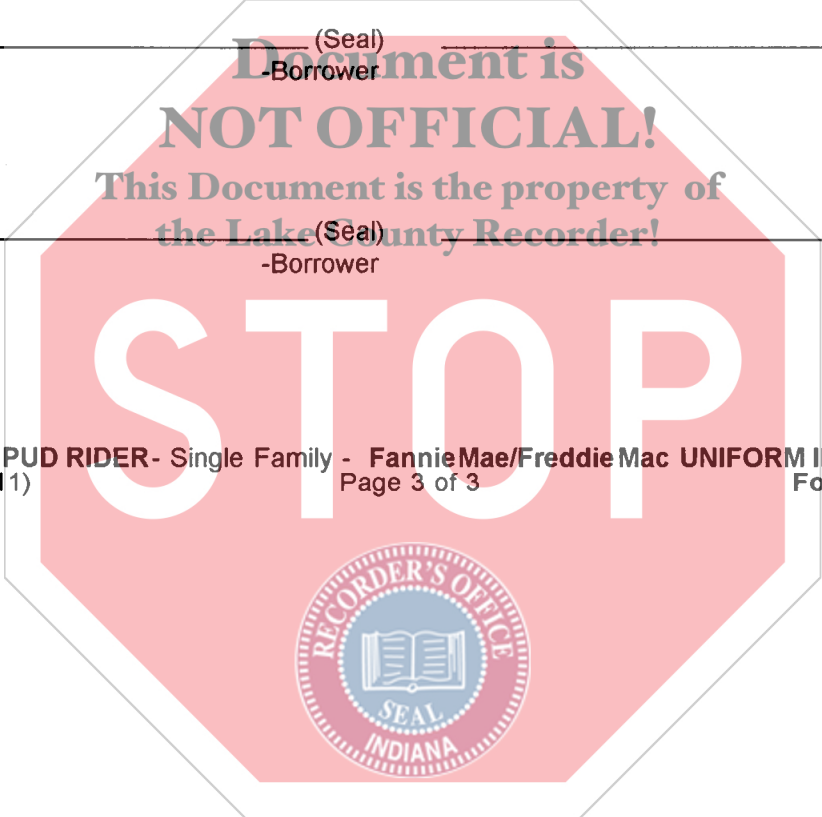 (Seal)
-Borrower
Document is
NOT OFFICIAL!
This Document is the property of
the Lake County Recorder!
(Seal)
-Borrower
STOP
PUD RIDER- Single Family - Fannie Mae/Freddie Mac UNIFORM
1) Page 3 of 3 Fo
RECORDER'S OFFICE
SEAL
INDIANA